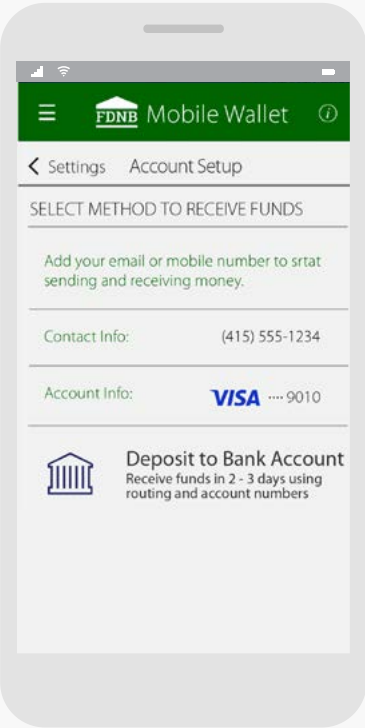 FDNB Mobile Wallet i
Settings Account Setup
SELECT METHOD TO RECEIVE FUNDS
Add your email or mobile number to srtat
sending and receiving money.
Contact Info: (415) 555-1234
Account Info: VISA ···· 9010
Deposit to Bank Account
Receive funds in 2 - 3 days using
routing and account numbers